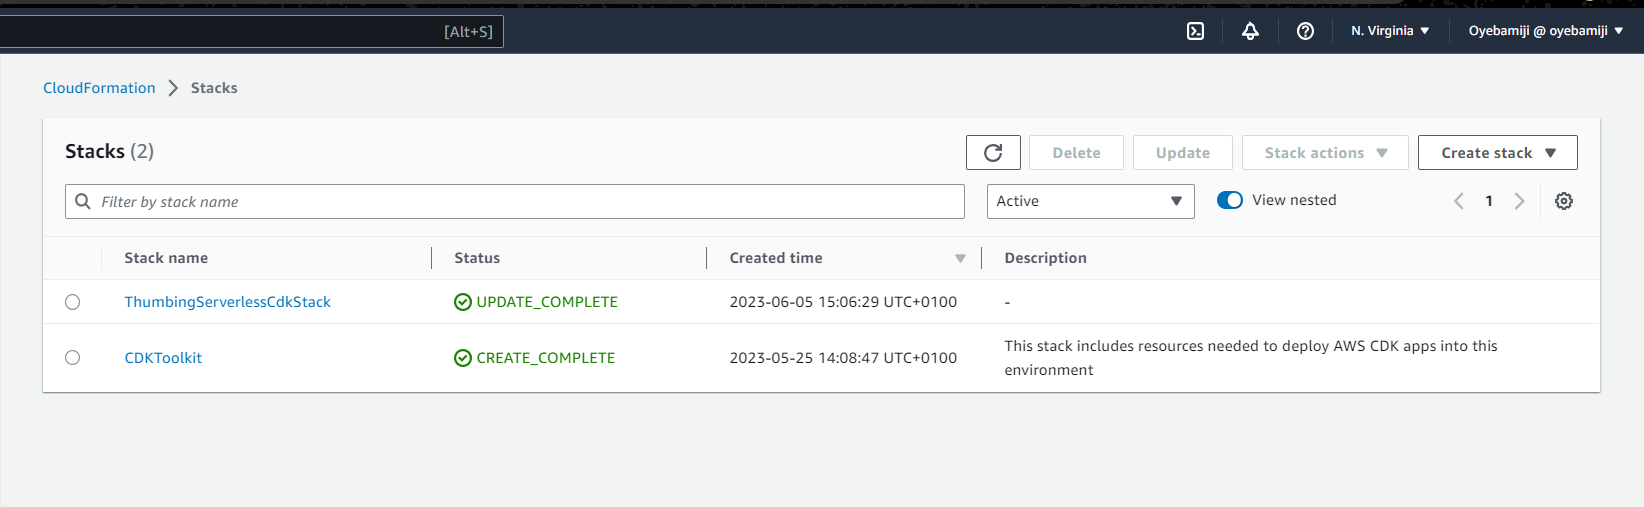 [Alt+S]
N. Virginia
Oyebamiji @ oyebamiji
CloudFormation
Stacks
Stacks (2)
Delete
Update
Stack actions
Create stack
Filter by stack name
Active
View nested
1
Stack name
Status
Created time
Description
ThumbingServerlessCdkStack
UPDATE_COMPLETE
2023-06-05 15:06:29 UTC+0100
-
CDKToolkit
CREATE_COMPLETE
2023-05-25 14:08:47 UTC+0100
This stack includes resources needed to deploy AWS CDK apps into this
environment